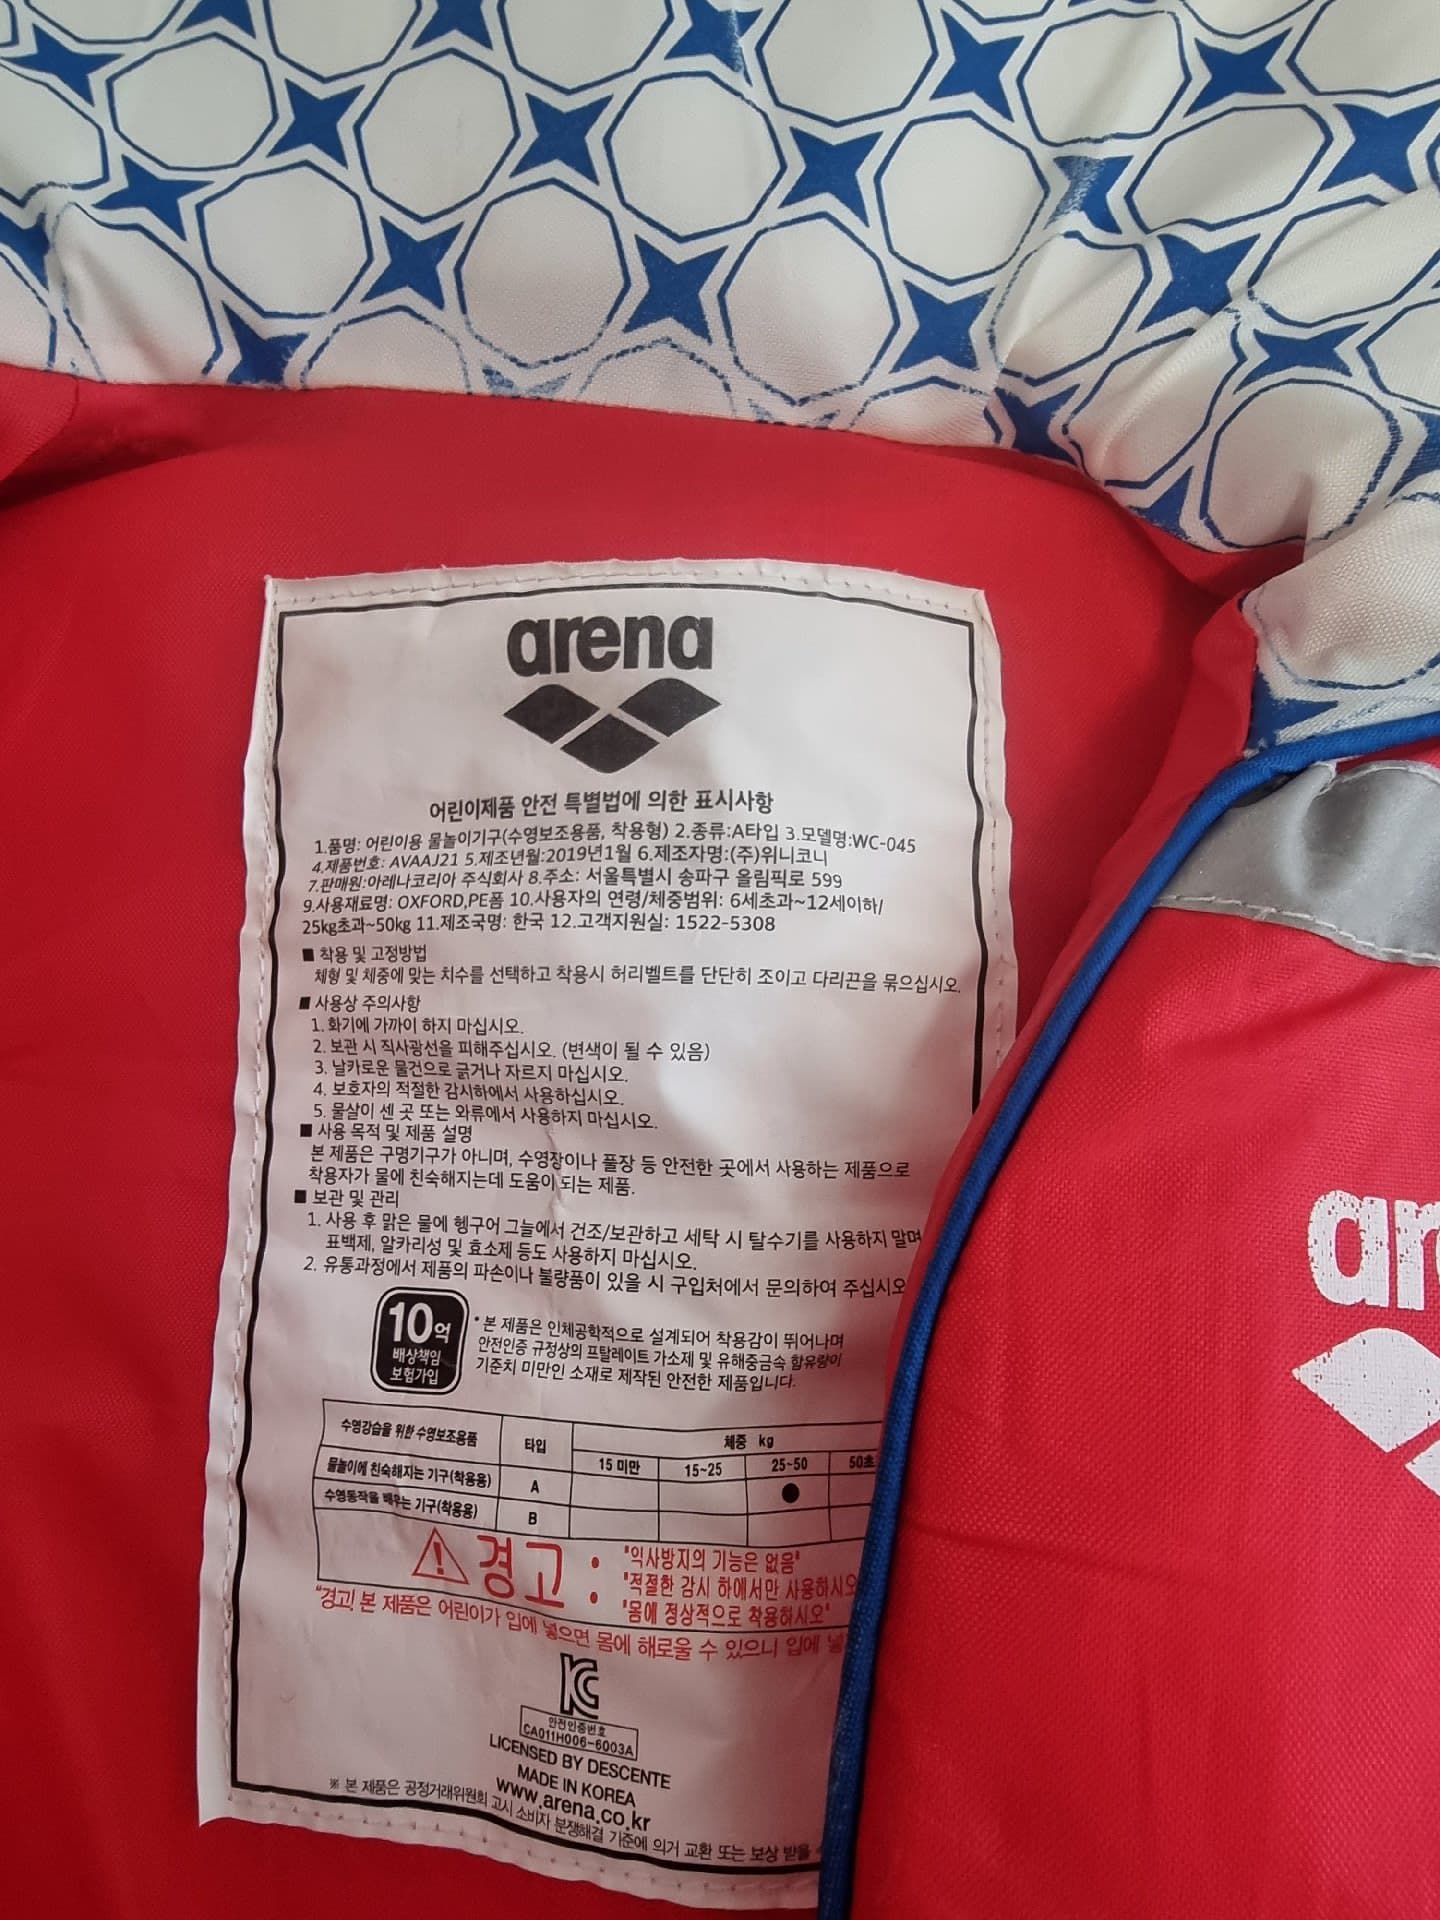 arena
어린이제품 안전 특별법에 의한 표시사항
1.품명: 어린이용 물놀이기구(수영보조용품, 착용형) 2.종류:A타입 3.모델명:WC-045
4.제품번호: AVAAJ21 5.제조년월:2019년1월 6.제조자명:(주)위니코니
7.판매원:아레나코리아 주식회사 8.주소: 서울특별시 송파구 올림픽로 599
9.사용재료명: OXFORD,PE폼 10.사용자의 연령/체중범위: 6세초과~12세이하/
25kg초과~50kg 11.제조국명: 한국 12.고객지원실: 1522-5308
■ 착용 및 고정방법
체형 및 체중에 맞는 치수를 선택하고 착용시 허리벨트를 단단히 조이고 다리끈을 묶으십시오.
■ 사용상 주의사항
1. 화기에 가까이 하지 마십시오.
2. 보관 시 직사광선을 피해주십시오. (변색이 될 수 있음)
3. 날카로운 물건으로 긁거나 자르지 마십시오.
4. 보호자의 적절한 감시하에서 사용하십시오.
5. 물살이 센 곳 또는 와류에서 사용하지 마십시오.
■ 사용 목적 및 제품 설명
본 제품은 구명기구가 아니며, 수영장이나 풀장 등 안전한 곳에서 사용하는 제품으로
착용자가 물에 친숙해지는데 도움이 되는 제품.
■ 보관 및 관리
1. 사용 후 맑은 물에 헹구어 그늘에서 건조/보관하고 세탁 시 탈수기를 사용하지 말며
표백제, 알카리성 및 효소제 등도 사용하지 마십시오.
2. 유통과정에서 제품의 파손이나 불량품이 있을 시 구입처에서 문의하여 주십시오
10억
배상책임
보험가입
* 본 제품은 인체공학적으로 설계되어 착용감이 뛰어나며
안전인증 규정상의 프탈레이트 가소제 및 유해중금속 함유량이
기준치 미만인 소재로 제작된 안전한 제품입니다.
수영강습을 위한 수영보조용품 타입 체중 kg
15 미만 15~25 25~50 50초
물놀이에 친숙해지는 기구(착용용) A ●
수영동작을 배우는 기구(착용용) B
경고 : "익사방지의 기능은 없음"
"적절한 감시 하에서만 사용하시오
"몸에 정상적으로 착용하시오"
"경고! 본 제품은 어린이가 입에 넣으면 몸에 해로울 수 있으니 입에
KC
안전인증번호
CA011H006-6003A
LICENSED BY DESCENTE
MADE IN KOREA
www.arena.co.kr
※ 본 제품은 공정거래위원회 고시 소비자 분쟁해결 기준에 의거 교환 또는 보상 받을